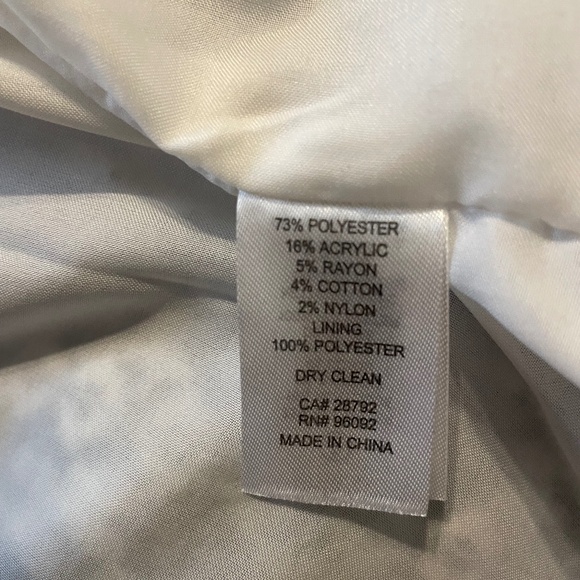 73% POLYESTER
16% ACRYLIC
5% RAYON
4% COTTON
2% NYLON
LINING
100% POLYESTER
DRY CLEAN
CA# 28792
RN# 96092
MADE IN CHINA